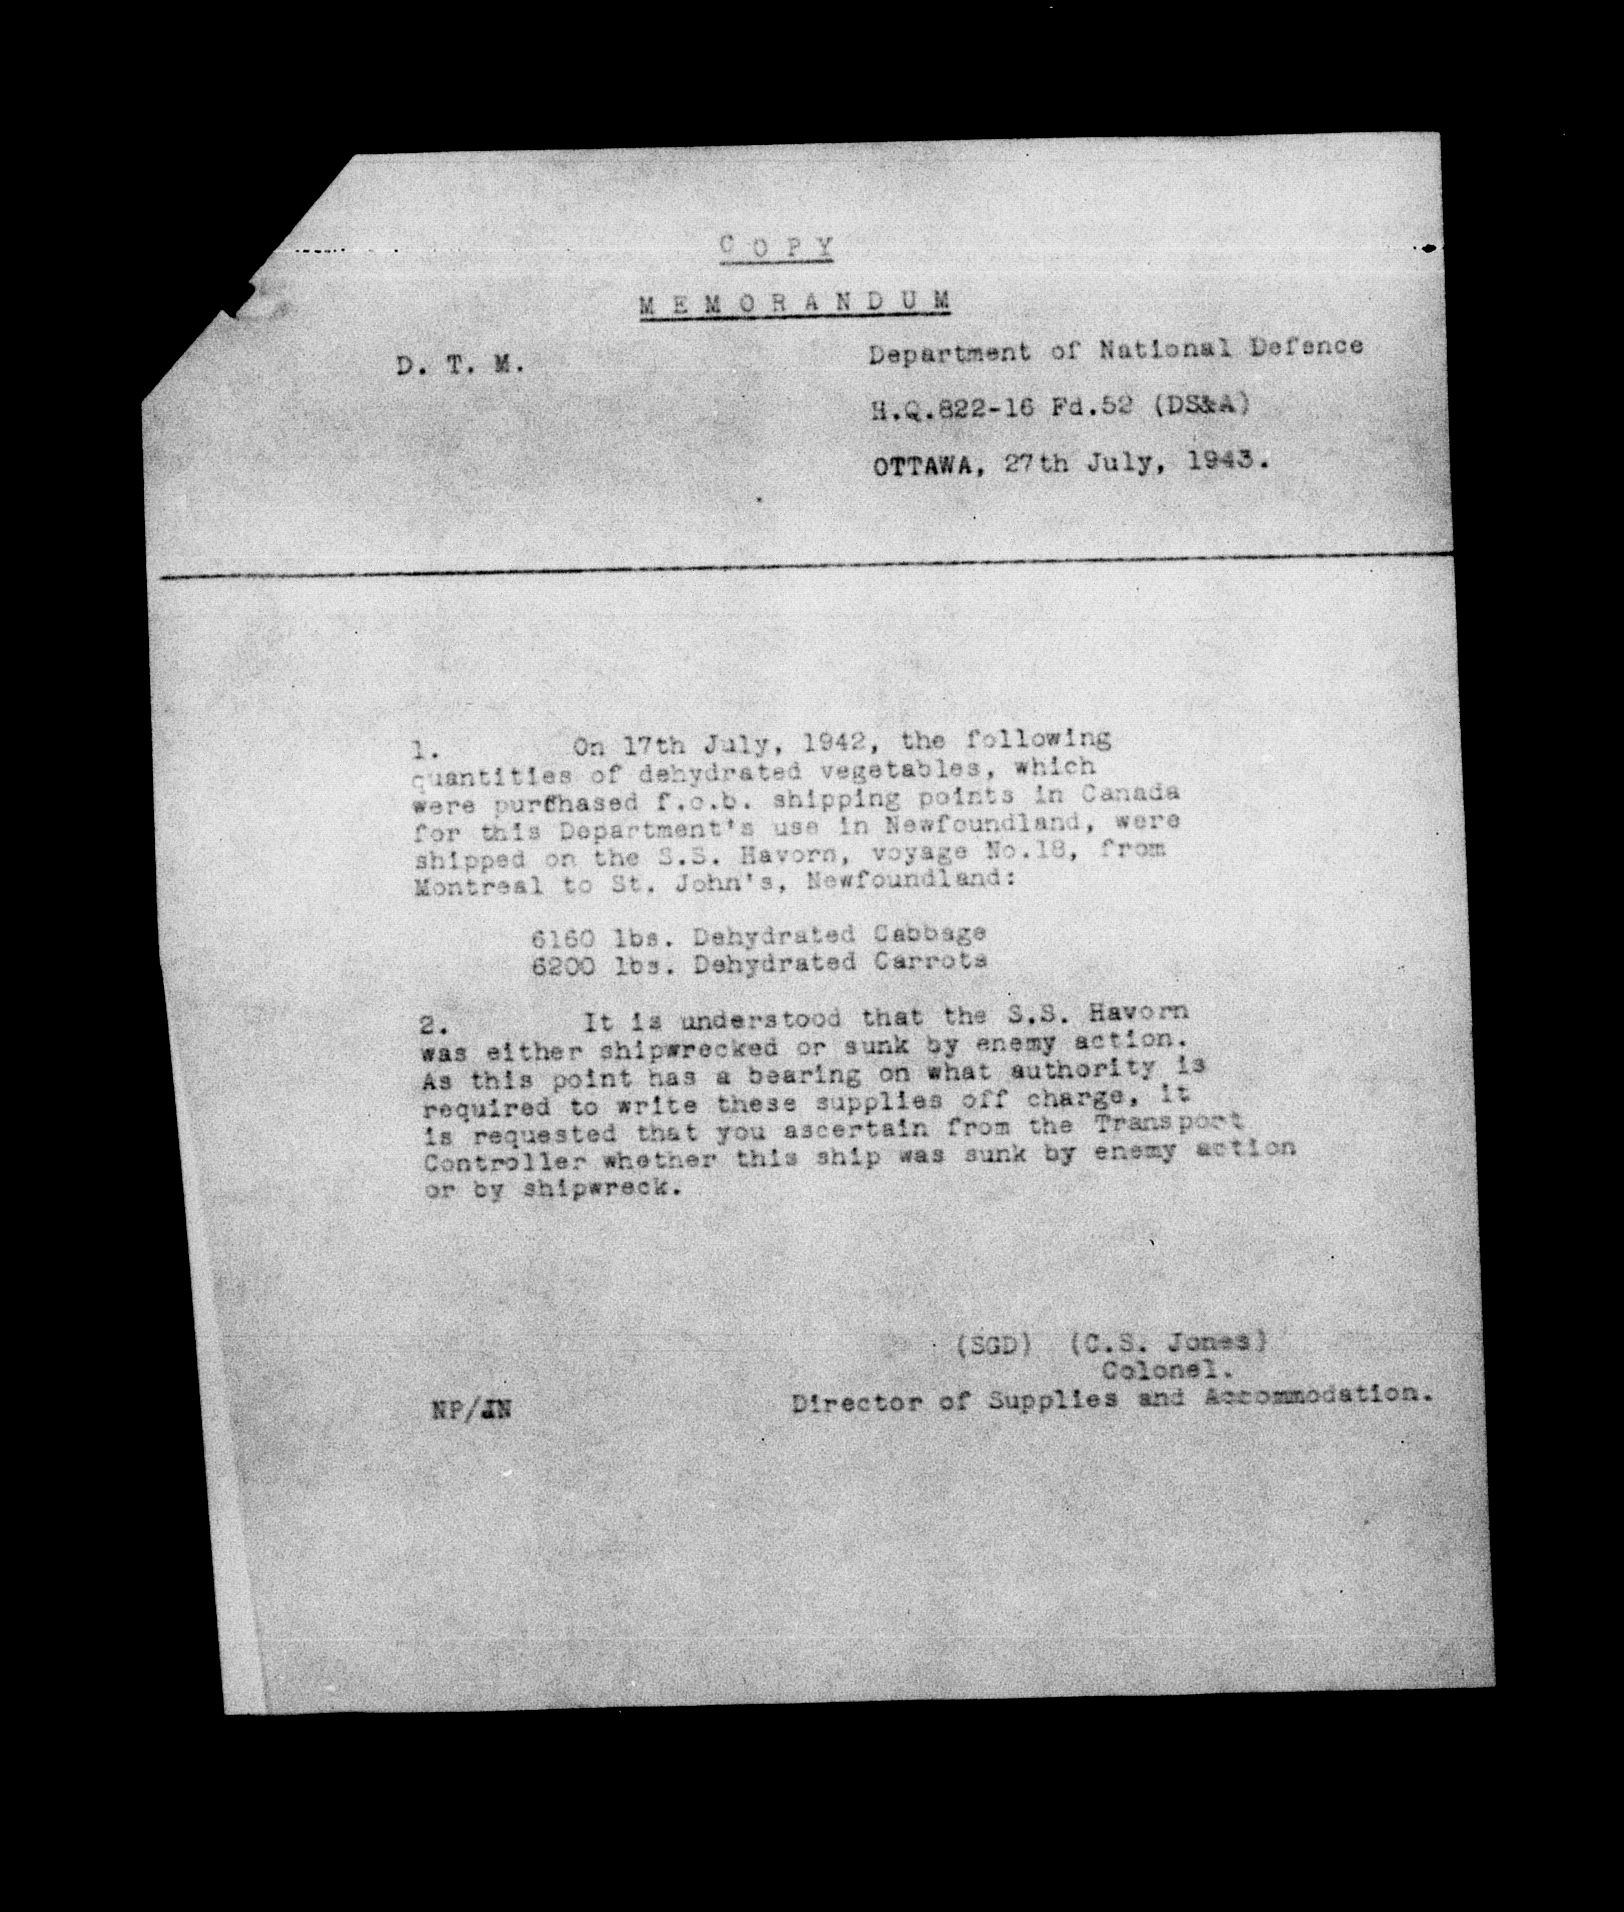 C O P Y
M E M O R A N D U M
D. T. M.
Department of National Defence
H.Q.822-16 Fd.52 (DS&A)
OTTAWA, 27th July, 1943.
1. On 17th July, 1942, the following
quantities of dehydrated vegetables, which
were purchased f.o.b. shipping points in Canada
for this Department's use in Newfoundland, were
shipped on the S.S. Havorn, voyage No.18, from
Montreal to St. John's, Newfoundland:
6160 lbs. Dehydrated Cabbage
6200 lbs. Dehydrated Carrots
2. It is understood that the S.S. Havorn
was either shipwrecked or sunk by enemy action.
As this point has a bearing on what authority is
required to write these supplies off charge, it
is requested that you ascertain from the Transport
Controller whether this ship was sunk by enemy action
or by shipwreck.
(SGD) (C.S. Jones)
Colonel.
NP/JN Director of Supplies and Accommodation.